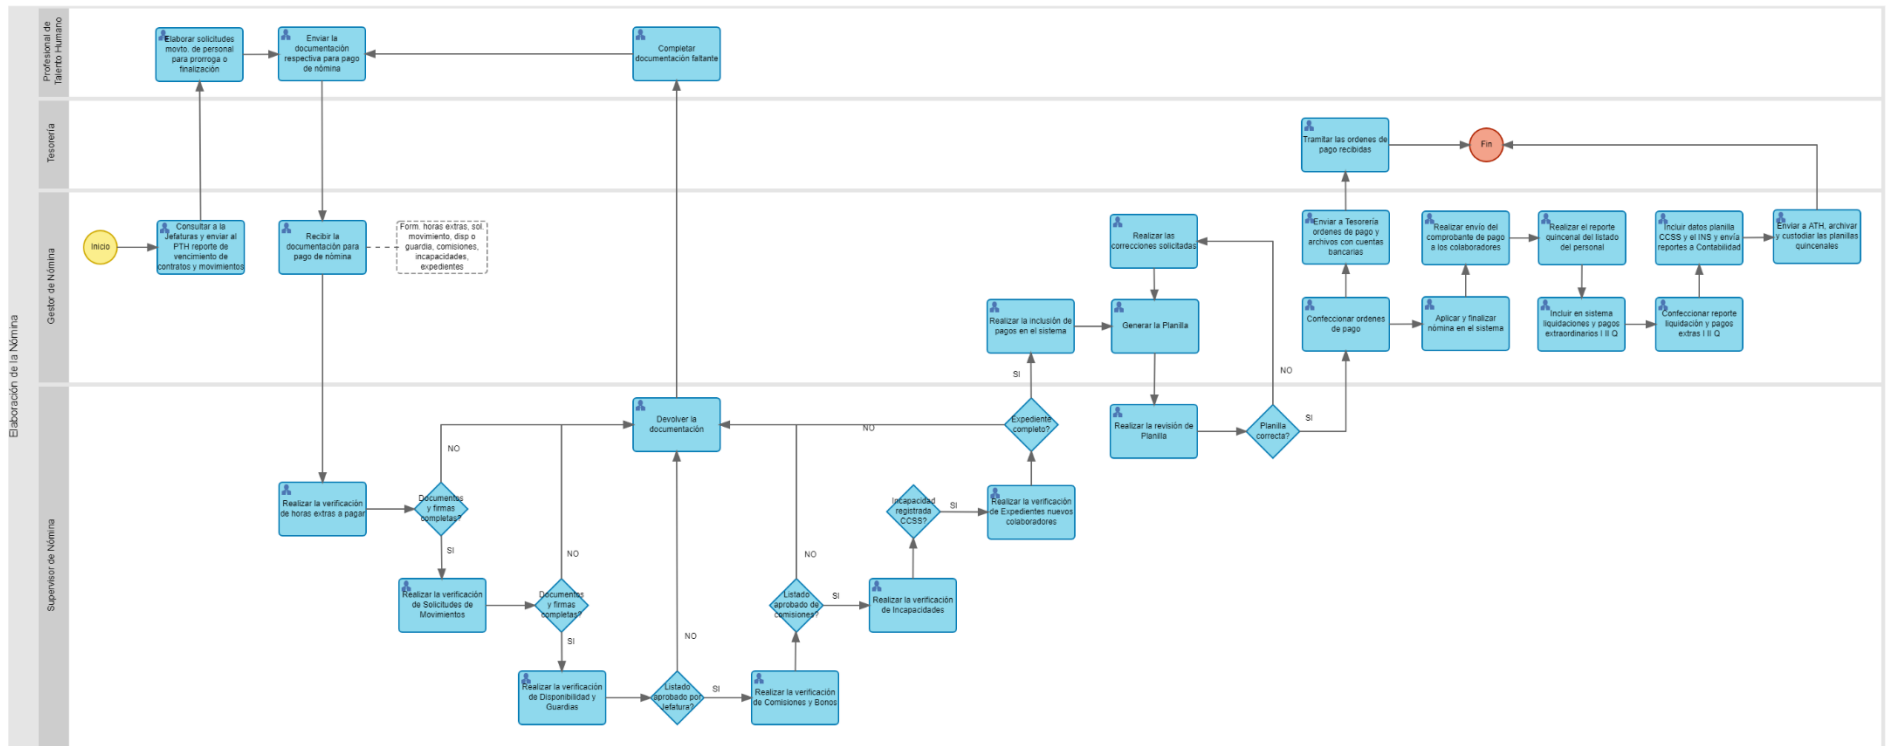 Elaboración de la Nómina
Profesional de
Talento Humano
Elaborar solicitudes
movto. de personal
para prorroga o
finalización
Enviar la
documentación
respectiva para pago
de nómina
Completar
documentación faltante
Tesorería
Tramitar las ordenes de
pago recibidas
Fin
Gestor de Nómina
Inicio
Consultar a la
Jefaturas y enviar al
PTH reporte de
vencimiento de
contratos y movimientos
Recibir la
documentación para
pago de nómina
Form. horas extras, sol.
movimiento, disp o
guardia, comisiones,
incapacidades,
expedientes
Realizar la inclusión de
pagos en el sistema
Realizar las
correcciones solicitadas
Generar la Planilla
Enviar a Tesorería
ordenes de pago y
archivos con cuentas
bancarias
Confeccionar ordenes
de pago
Realizar envío del
comprobante de pago
a los colaboradores
Aplicar y finalizar
nómina en el sistema
Realizar el reporte
quincenal del listado
del personal
Incluir en sistema
liquidaciones y pagos
extraordinarios I II Q
Incluir datos planilla
CCSS y el INS y envía
reportes a Contabilidad
Confeccionar reporte
liquidación y pagos
extras I II Q
Enviar a ATH, archivar
y custodiar las planillas
quincenales
SI
NO
Supervisor de Nómina
Realizar la verificación
de horas extras a pagar
Documentos
y firmas
completas?
NO
SI
Realizar la verificación
de Solicitudes de
Movimientos
Documentos
y firmas
completas?
NO
SI
Realizar la verificación
de Disponibilidad y
Guardias
Listado
aprobado por
Jefatura?
NO
SI
Devolver la
documentación
Realizar la verificación
de Comisiones y Bonos
Listado
aprobado de
comisiones?
NO
SI
Realizar la verificación
de Incapacidades
Incapacidad
registrada
CCSS?
SI
Realizar la verificación
de Expedientes nuevos
colaboradores
Expediente
completo?
NO
Realizar la revisión de
Planilla
Planilla
correcta?
SI